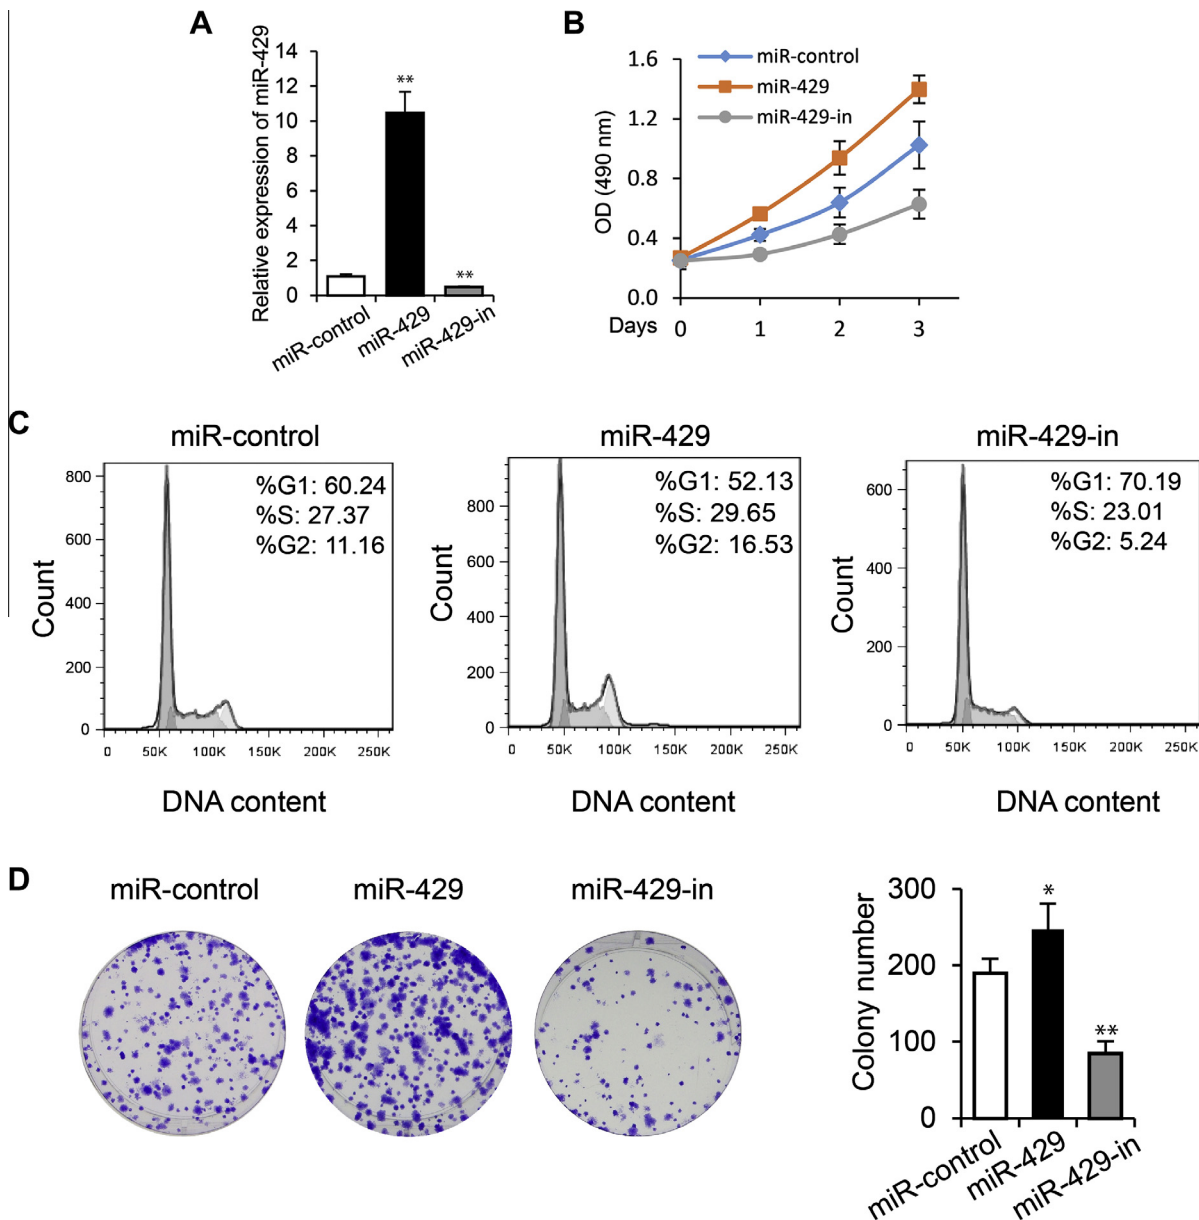 A
Relative expression of miR-429
14
12
10
8
6
4
2
0
**
**
miR-control
miR-429
miR-429-in
B
miR-control
miR-429
miR-429-in
OD (490 nm)
1.6
1.2
0.8
0.4
0.0
Days
0 1 2 3
C
miR-control
%G1: 60.24
%S: 27.37
%G2: 11.16
Count
800
600
400
200
0
0 50K 100K 150K 200K 250K
DNA content
miR-429
%G1: 52.13
%S: 29.65
%G2: 16.53
Count
800
600
400
200
0
0 50K 100K 150K 200K 250K
DNA content
miR-429-in
%G1: 70.19
%S: 23.01
%G2: 5.24
Count
600
400
200
0
0 50K 100K 150K 200K 250K
DNA content
D
miR-control
miR-429
miR-429-in
Colony number
300
200
100
0
*
**
miR-control
miR-429
miR-429-in